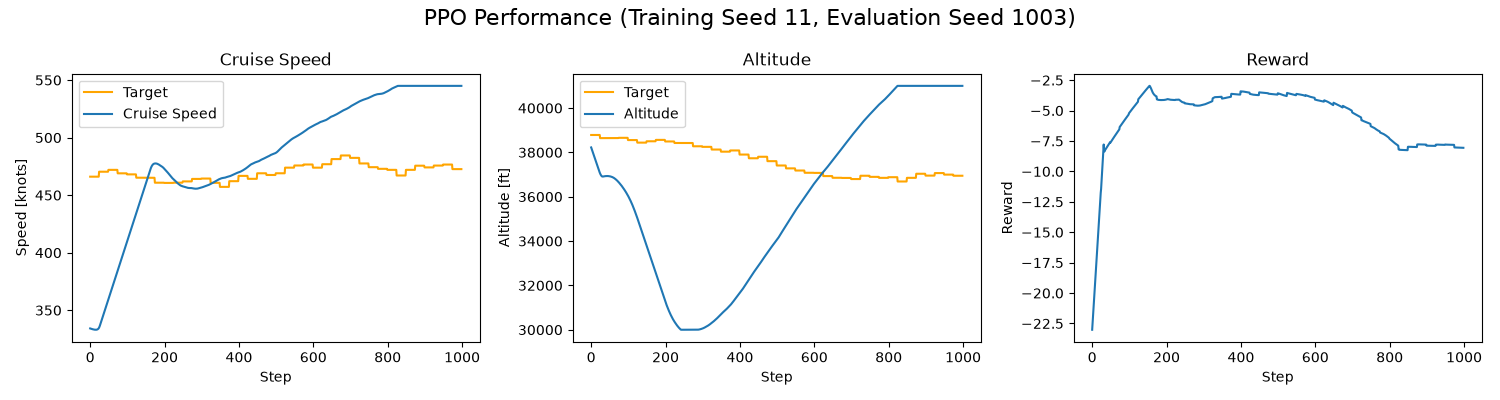 PPO Performance (Training Seed 11, Evaluation Seed 1003)
Cruise Speed
Speed [knots]
550
500
450
400
350
Target
Cruise Speed
0 200 400 600 800 1000
Step
Altitude
Altitude [ft]
40000
38000
36000
34000
32000
30000
Target
Altitude
0 200 400 600 800 1000
Step
Reward
Reward
−2.5
−5.0
−7.5
−10.0
−12.5
−15.0
−17.5
−20.0
−22.5
0 200 400 600 800 1000
Step